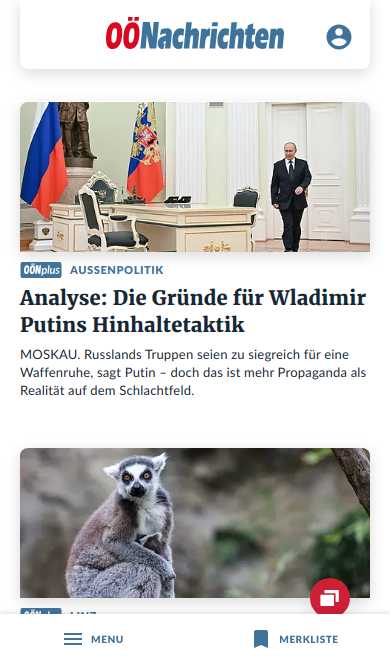 OÖNachrichten
OÖNplus AUSSENPOLITIK
Analyse: Die Gründe für Wladimir
Putins Hinhaltetaktik
MOSKAU. Russlands Truppen seien zu siegreich für eine
Waffenruhe, sagt Putin – doch das ist mehr Propaganda als
Realität auf dem Schlachtfeld.
MENU MERKLISTE